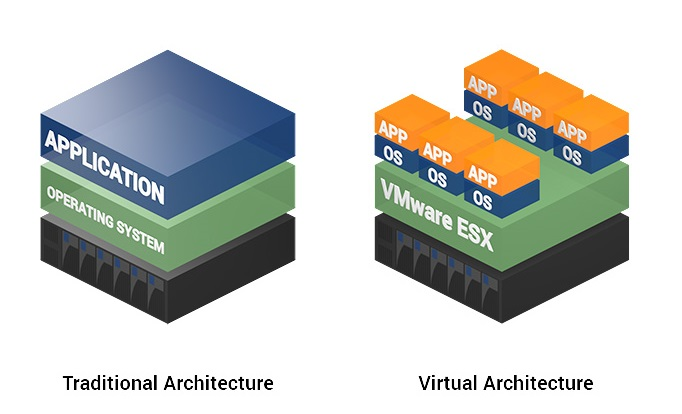 APPLICATION
OPERATING SYSTEM
APP
OS
APP
OS
APP
OS
APP
OS
APP
OS
APP
OS
VMware ESX
Traditional Architecture
Virtual Architecture